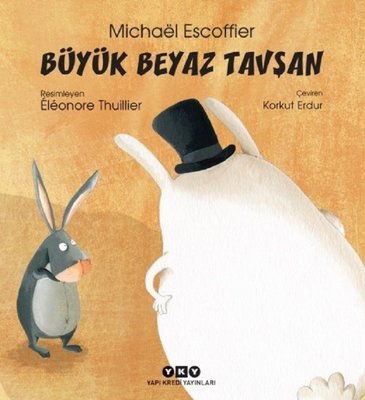 Michaël Escoffier
BÜYÜK BEYAZ TAVŞAN
Resimleyen
Éléonore Thuillier
Çeviren
Korkut Erdur
YKY
YAPI KREDİ YAYINLARI